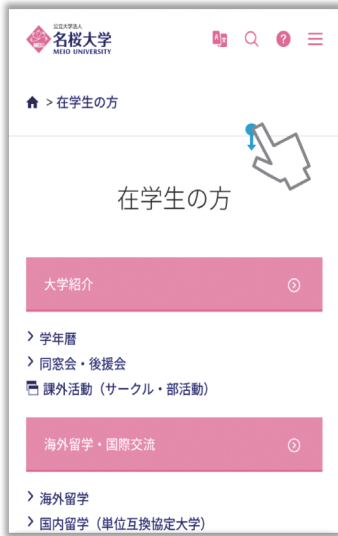 公立大学法人
名桜大学
MEIO UNIVERSITY
A
?
> 在学生の方
在学生の方
大学紹介
学年暦
同窓会・後援会
課外活動（サークル・部活動）
海外留学・国際交流
海外留学
国内留学（単位互換協定大学）